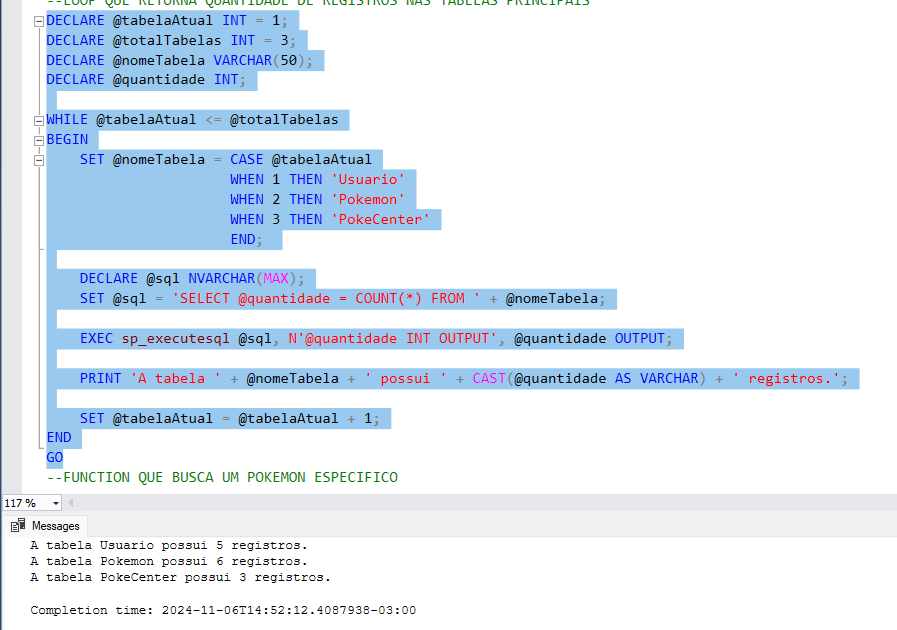 --LOOP QUE RETORNA QUANTIDADE DE REGISTROS NAS TABELAS PRINCIPAIS
DECLARE @tabelaAtual INT = 1;
DECLARE @totalTabelas INT = 3;
DECLARE @nomeTabela VARCHAR(50);
DECLARE @quantidade INT;
WHILE @tabelaAtual <= @totalTabelas
BEGIN
SET @nomeTabela = CASE @tabelaAtual
WHEN 1 THEN 'Usuario'
WHEN 2 THEN 'Pokemon'
WHEN 3 THEN 'PokeCenter'
END;
DECLARE @sql NVARCHAR(MAX);
SET @sql = 'SELECT @quantidade = COUNT(*) FROM ' + @nomeTabela;
EXEC sp_executesql @sql, N'@quantidade INT OUTPUT', @quantidade OUTPUT;
PRINT 'A tabela ' + @nomeTabela + ' possui ' + CAST(@quantidade AS VARCHAR) + ' registros.';
SET @tabelaAtual = @tabelaAtual + 1;
END
GO
--FUNCTION QUE BUSCA UM POKEMON ESPECIFICO
117 %
Messages
A tabela Usuario possui 5 registros.
A tabela Pokemon possui 6 registros.
A tabela PokeCenter possui 3 registros.
Completion time: 2024-11-06T14:52:12.4087938-03:00